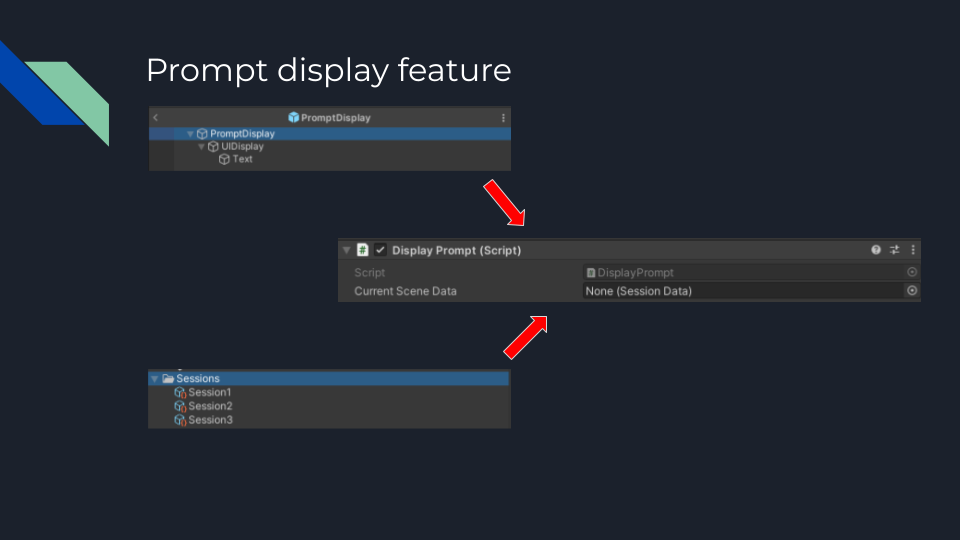 Prompt display feature
PromptDisplay
PromptDisplay
UIDisplay
Text
# Display Prompt (Script)
Script DisplayPrompt
Current Scene Data None (Session Data)
Sessions
Session1
Session2
Session3